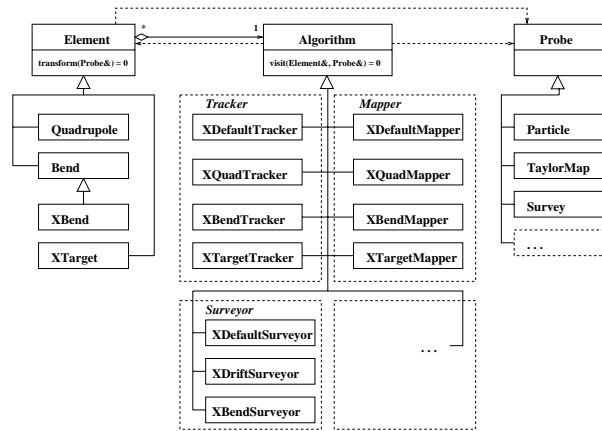 * 1
Element Algorithm Probe
transform(Probe&) = 0 visit(Element&, Probe&) = 0
Tracker Mapper
Quadrupole XDefaultTracker XDefaultMapper Particle
Bend XQuadTracker XQuadMapper TaylorMap
XBend XBendTracker XBendMapper Survey
XTarget XTargetTracker XTargetMapper ...
Surveyor
XDefaultSurveyor
...
XDriftSurveyor
XBendSurveyor